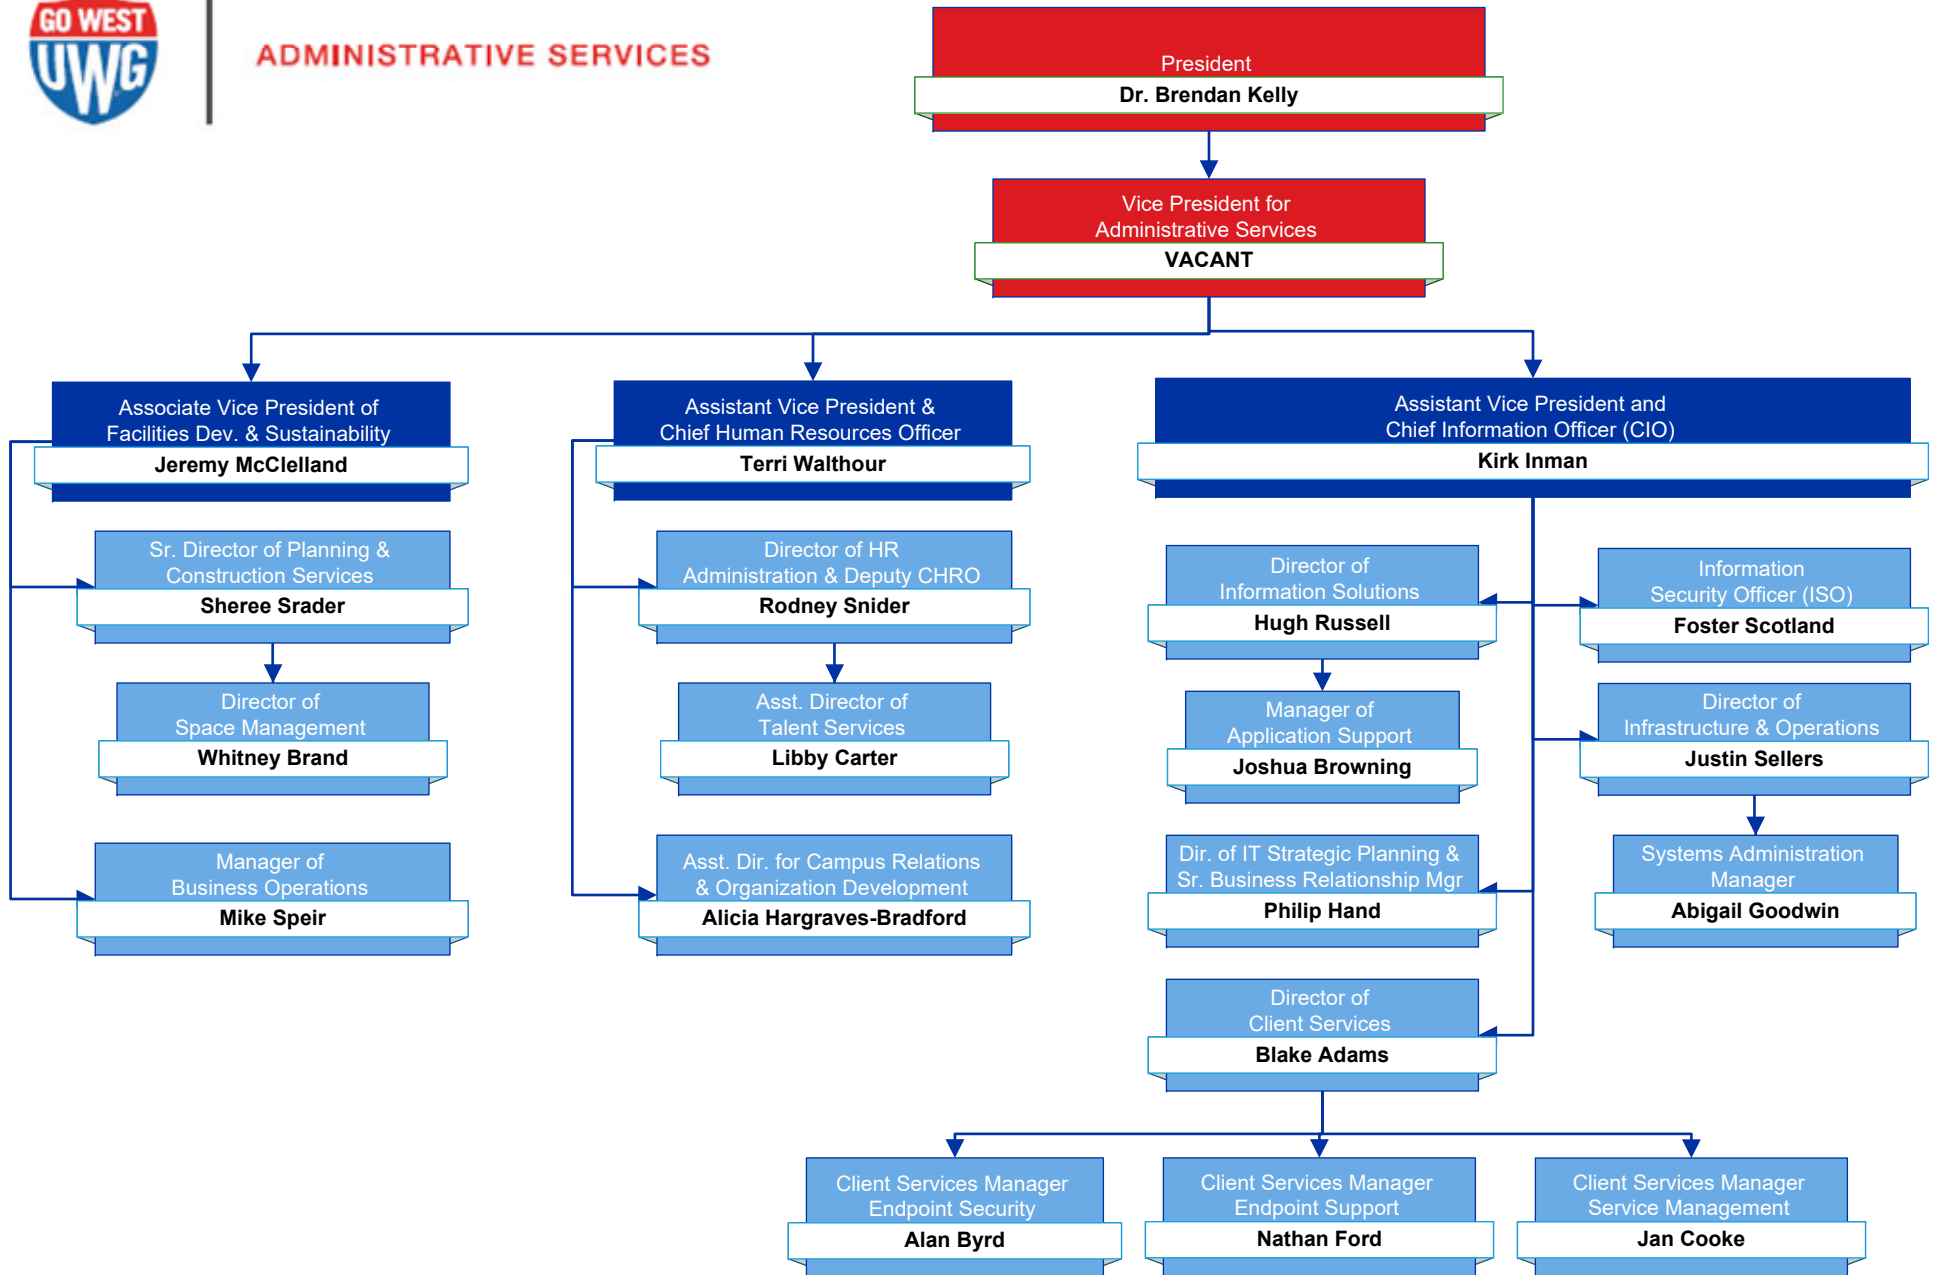 GO WEST
UWG
ADMINISTRATIVE SERVICES
President
Dr. Brendan Kelly
Vice President for
Administrative Services
VACANT
Associate Vice President of
Facilities Dev. & Sustainability
Jeremy McClelland
Assistant Vice President &
Chief Human Resources Officer
Terri Walthour
Assistant Vice President and
Chief Information Officer (CIO)
Kirk Inman
Sr. Director of Planning &
Construction Services
Sheree Srader
Director of HR
Administration & Deputy CHRO
Rodney Snider
Director of
Information Solutions
Hugh Russell
Information
Security Officer (ISO)
Foster Scotland
Director of
Space Management
Whitney Brand
Asst. Director of
Talent Services
Libby Carter
Manager of
Application Support
Joshua Browning
Director of
Infrastructure & Operations
Justin Sellers
Manager of
Business Operations
Mike Speir
Asst. Dir. for Campus Relations
& Organization Development
Alicia Hargraves-Bradford
Dir. of IT Strategic Planning &
Sr. Business Relationship Mgr
Philip Hand
Systems Administration
Manager
Abigail Goodwin
Director of
Client Services
Blake Adams
Client Services Manager
Endpoint Security
Alan Byrd
Client Services Manager
Endpoint Support
Nathan Ford
Client Services Manager
Service Management
Jan Cooke